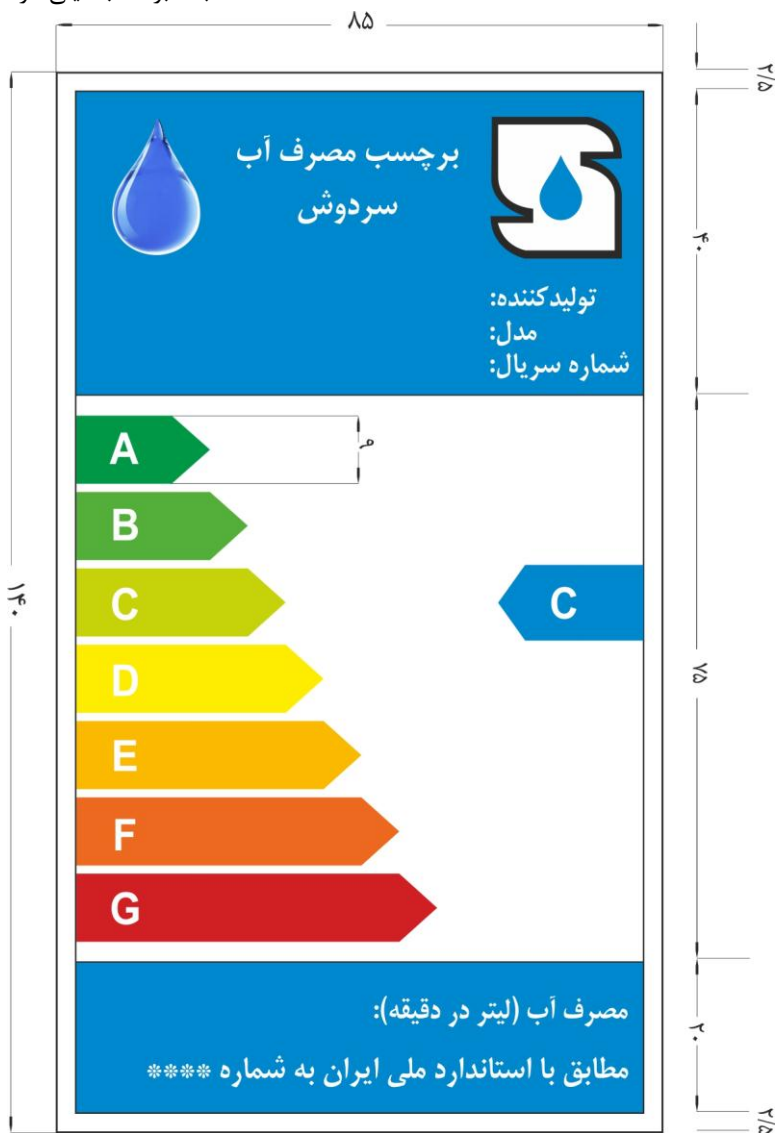 ۸۵
۲/۵
برچسب مصرف آب
سردوش
۴۰
تولیدکننده:
مدل:
شماره سریال:
A
۹
B
C
C
۱۴۰
۷۵
D
E
F
G
مصرف آب (لیتر در دقیقه):
۲۰
مطابق با استاندارد ملی ایران به شماره ****
۲/۵